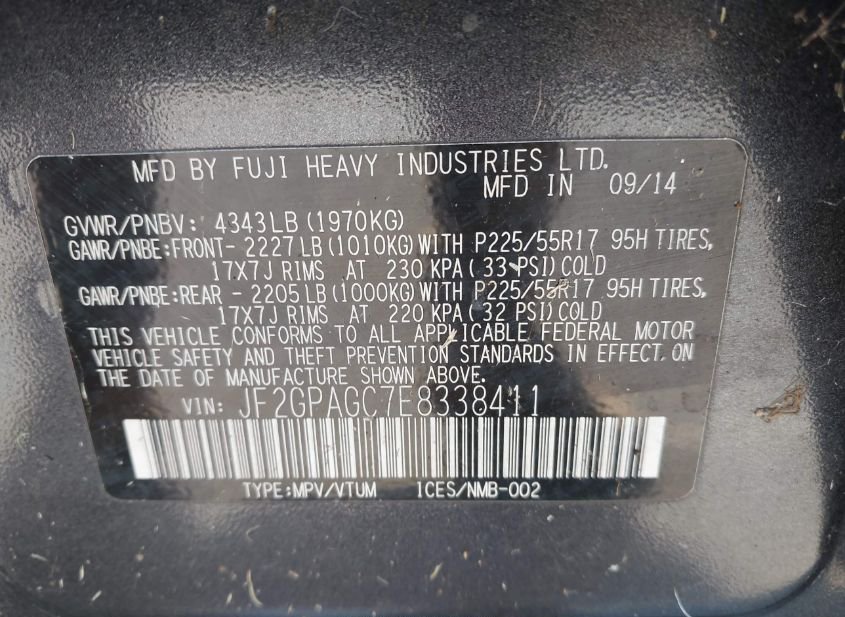 MFD BY FUJI HEAVY INDUSTRIES LTD.
MFD IN 09/14
GVWR/PNBV: 4343LB (1970KG)
GAWR/PNBE:FRONT- 2227LB(1010KG)WITH P225/55R17 95H TIRES,
17X7J RIMS AT 230 KPA(33 PSI)COLD
GAWR/PNBE:REAR - 2205LB(1000KG)WITH P225/55R17 95H TIRES,
17X7J RIMS AT 220 KPA(32 PSI)COLD
THIS VEHICLE CONFORMS TO ALL APPLICABLE FEDERAL MOTOR
VEHICLE SAFETY AND THEFT PREVENTION STANDARDS IN EFFECT ON
THE DATE OF MANUFACTURE SHOWN ABOVE.
VIN: JF2GPAGC7E8338411
TYPE:MPV/VTUM ICES/NMB-002